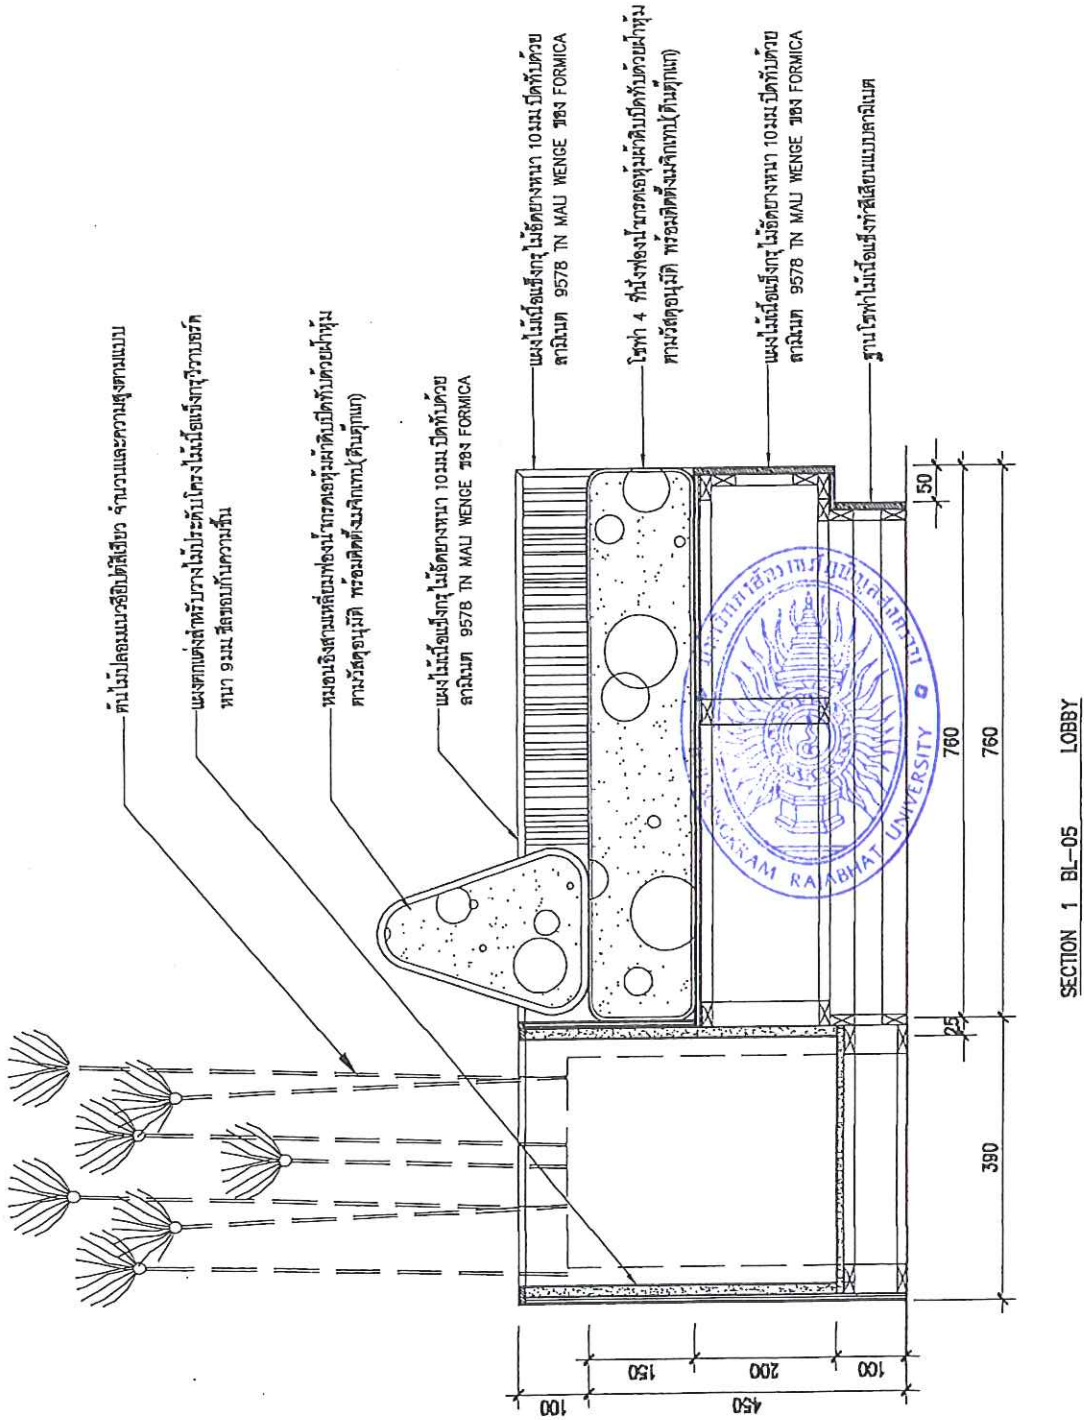 ต้นไม้ปลอมแนวอียิปต์สีเขียว จำนวนและความสูงตามแบบ
แผงตกแต่งสำหรับวางไม้ประดับโครงไม้เนื้อแข็งกรุวีวาบอร์ด
หนา 9มม ซีลขอบกันความชื้น
หมอนอิงสามเหลี่ยมฟองน้ำเกรดเอหุ้มผ้าดิบปิดทับด้วยผ้าหุ้ม
ตามวัสดุอนุมัติ พร้อมติดตั้งเมจิกเทป(ตีนตุ๊กแก)
แผงไม้เนื้อแข็งกรุไม้อัดยางหนา 10มม ปิดทับด้วย
ลามิเนต 9578 TN MALI WENGE ของ FORMICA
แผงไม้เนื้อแข็งกรุไม้อัดยางหนา 10มม ปิดทับด้วย
ลามิเนต 9578 TN MALI WENGE ของ FORMICA
โซฟา 4 ที่นั่งฟองน้ำเกรดเอหุ้มผ้าดิบปิดทับด้วยผ้าหุ้ม
ตามวัสดุอนุมัติ พร้อมติดตั้งเมจิกเทป(ตีนตุ๊กแก)
แผงไม้เนื้อแข็งกรุไม้อัดยางหนา 10มม ปิดทับด้วย
ลามิเนต 9578 TN MALI WENGE ของ FORMICA
ฐานโซฟาไม้เนื้อแข็งทำสีเสี้ยนแบบลามิเนต
100
150
200
100
450
25
760
50
390
760
RAJABHAT UNIVERSITY
SECTION 1 BL-05 LOBBY